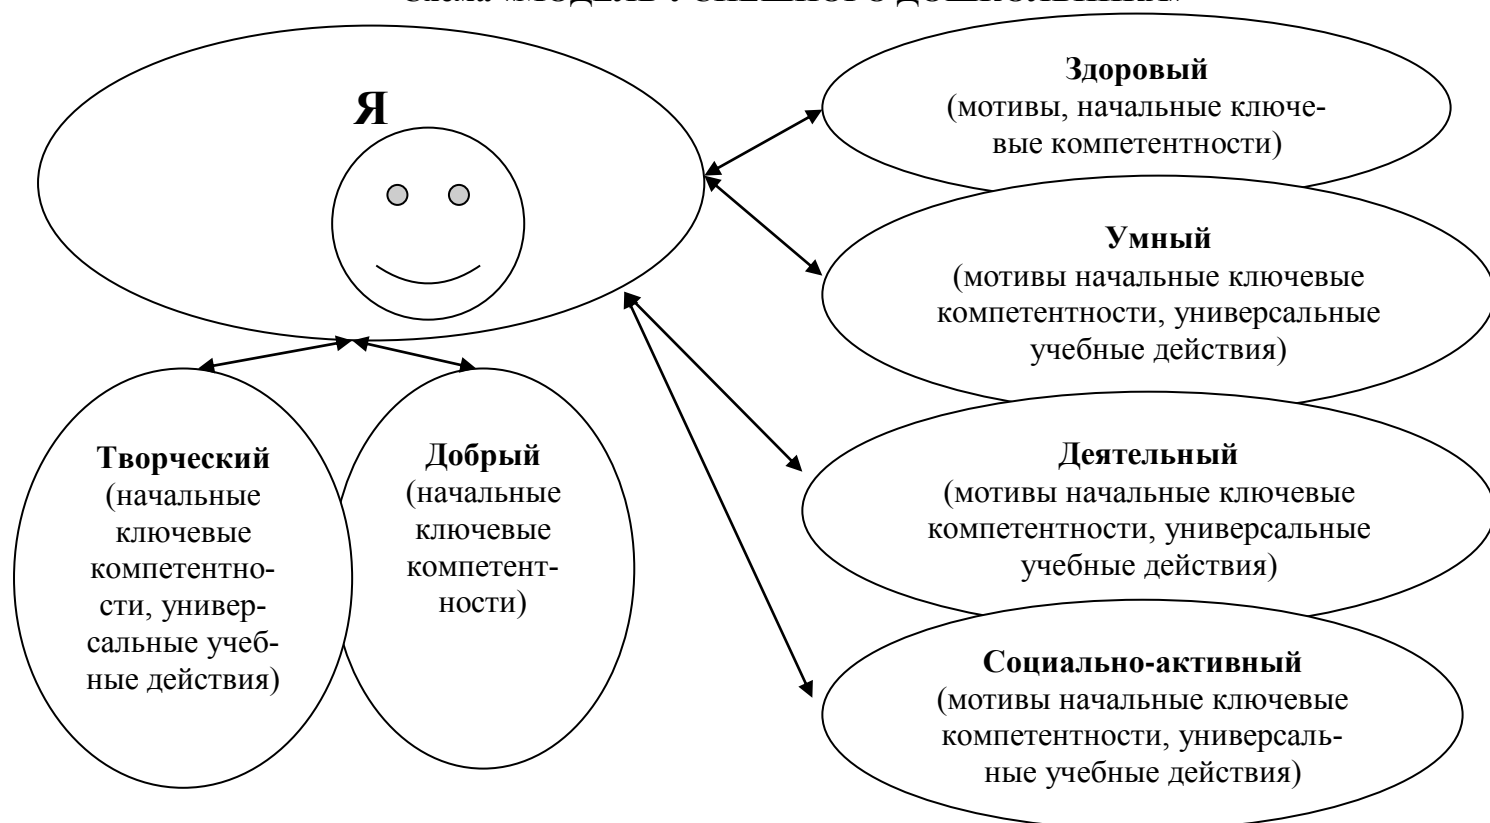 Я
Здоровый
(мотивы, начальные ключе-
вые компетентности)
Умный
(мотивы начальные ключевые
компетентности, универсальные
учебные действия)
Творческий
(начальные
ключевые
компетентно-
сти, универ-
сальные учеб-
ные действия)
Добрый
(начальные
ключевые
компетент-
ности)
Деятельный
(мотивы начальные ключевые
компетентности, универсальные
учебные действия)
Социально-активный
(мотивы начальные ключевые
компетентности, универсаль-
ные учебные действия)